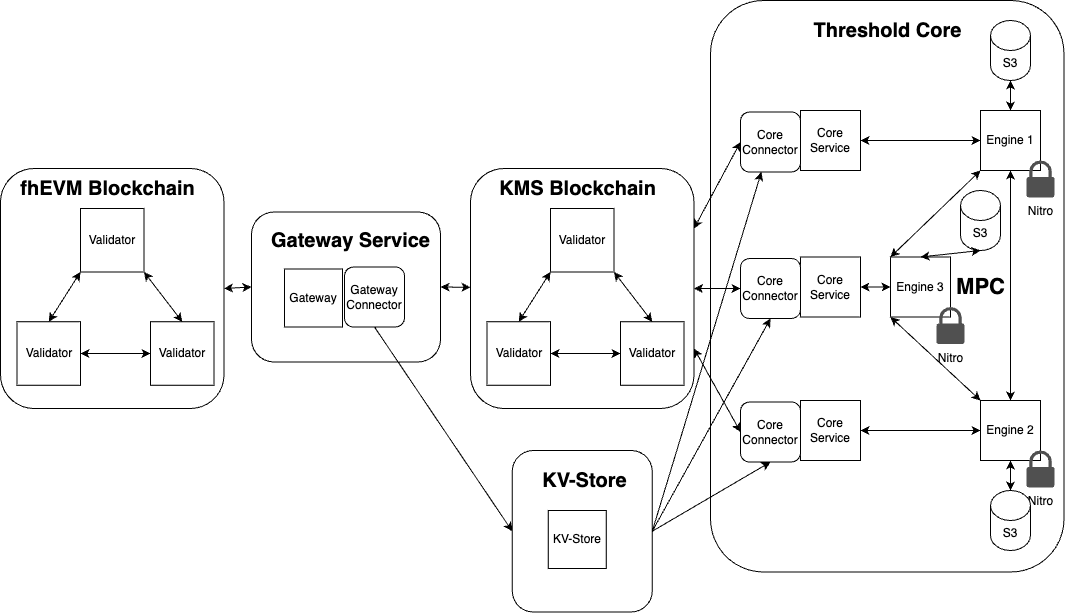 Threshold Core
S3
Core
Connector
Core
Service
Engine 1
Nitro
fhEVM Blockchain
Validator
Validator
Validator
Gateway Service
Gateway
Gateway
Connector
KMS Blockchain
Validator
Validator
Validator
S3
Core
Connector
Core
Service
Engine 3
MPC
Nitro
Core
Connector
Core
Service
Engine 2
Nitro
S3
KV-Store
KV-Store